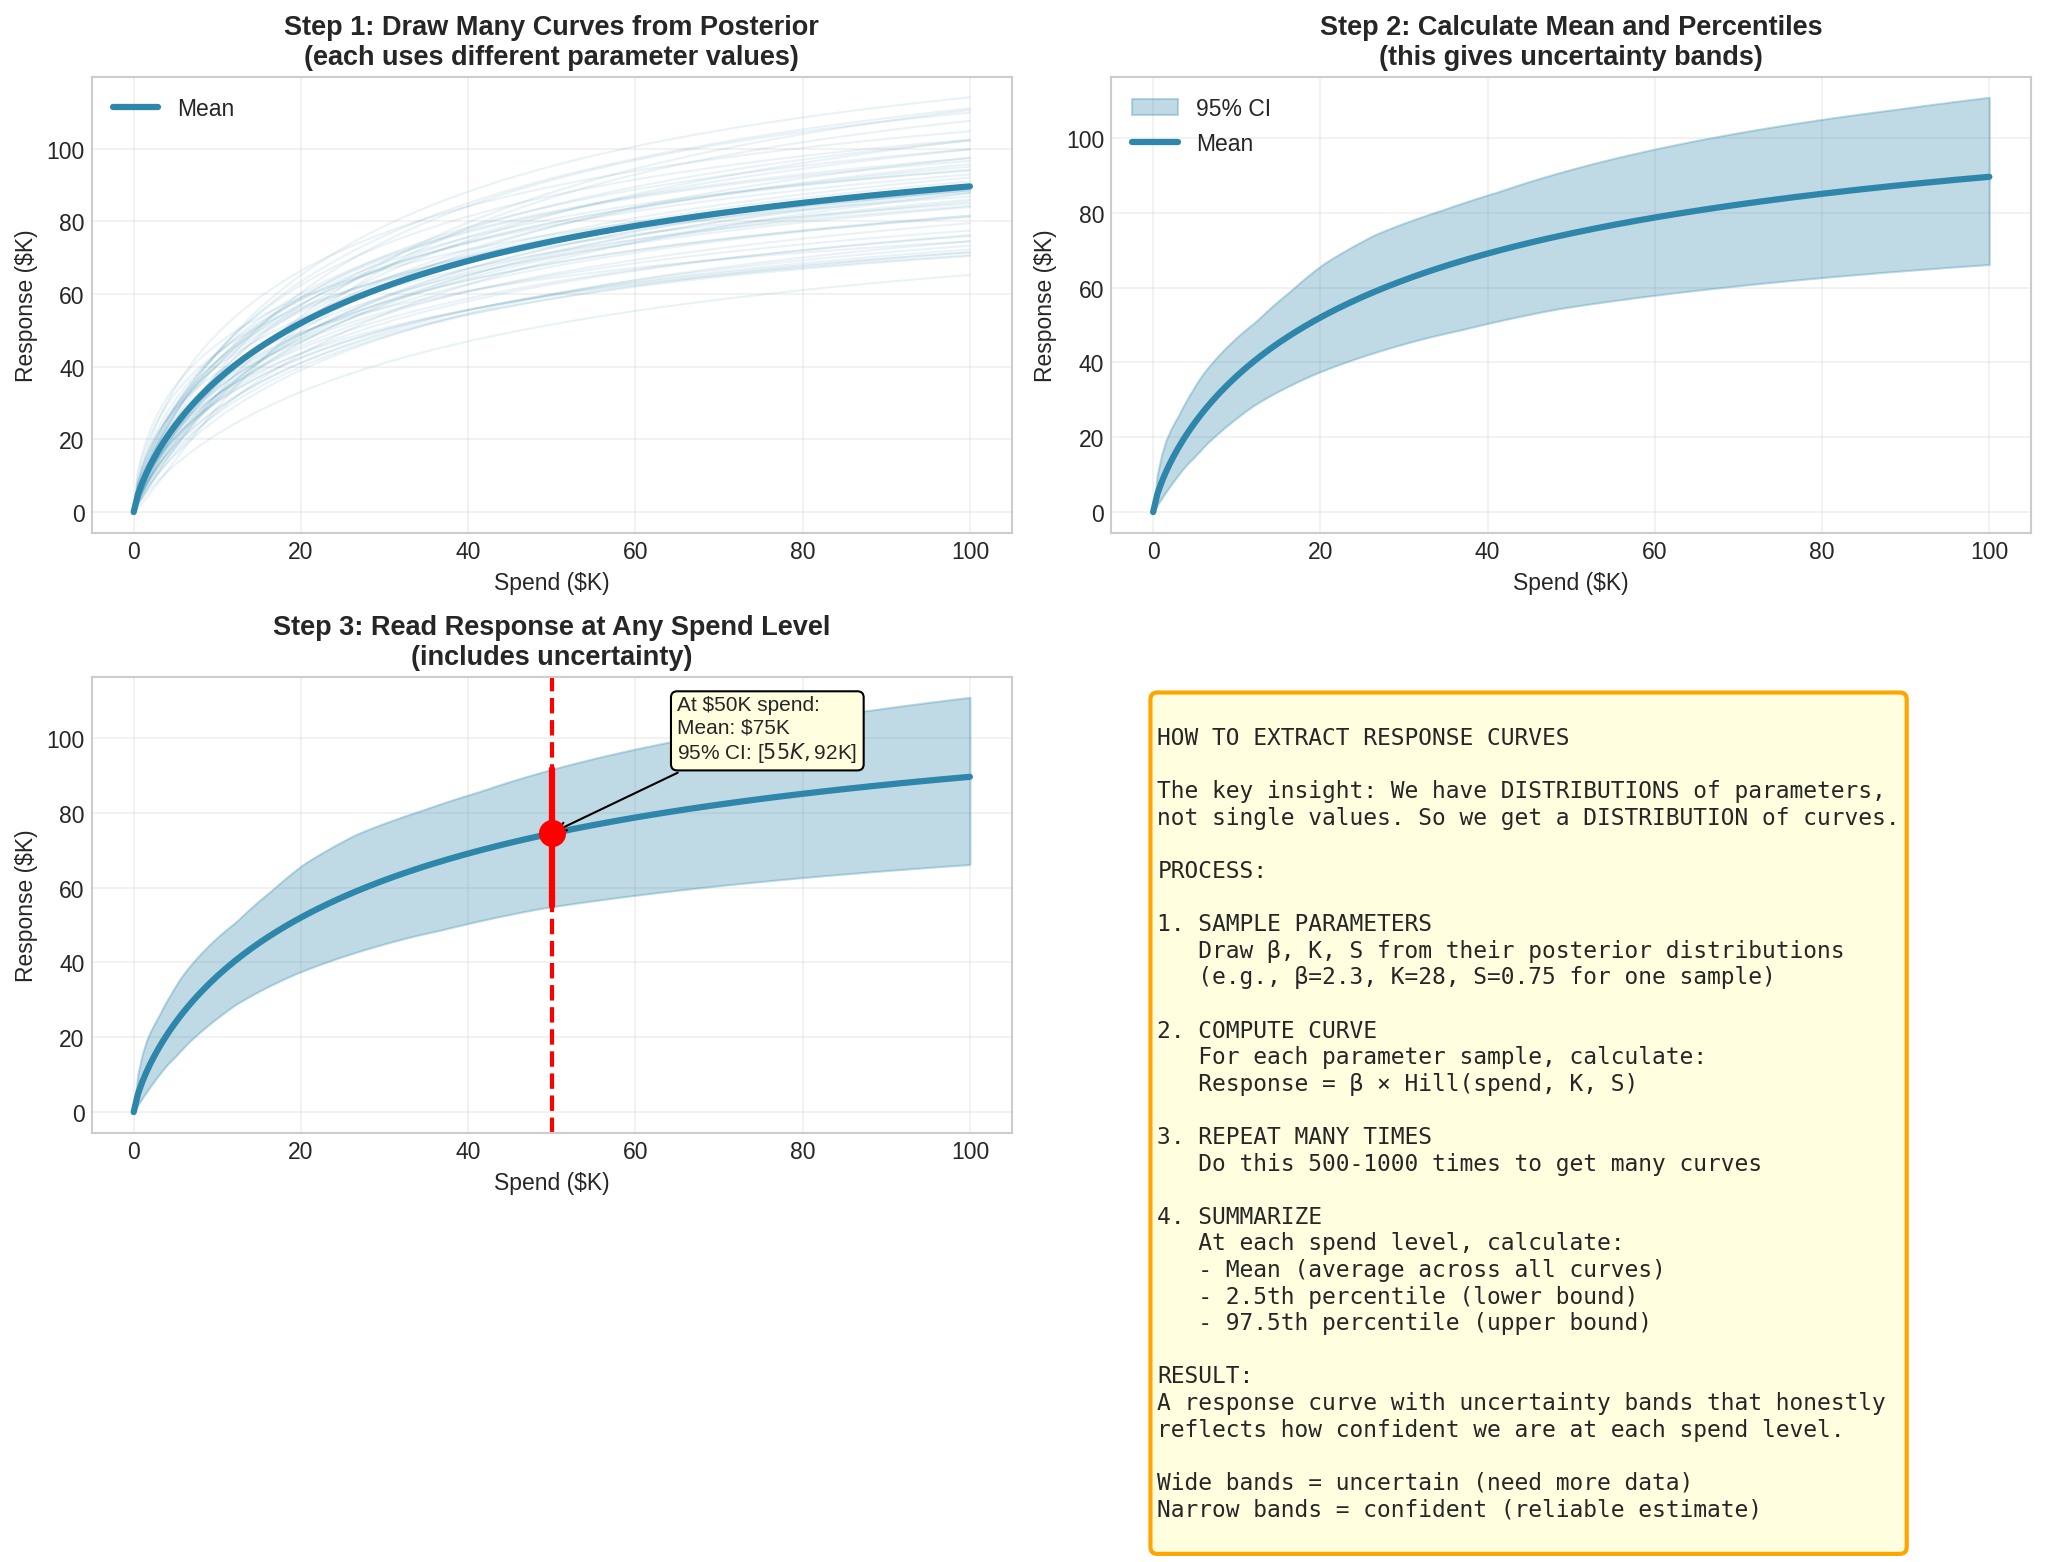 Step 1: Draw Many Curves from Posterior
(each uses different parameter values)
Mean
Response ($K)
100
80
60
40
20
0
0 20 40 60 80 100
Spend ($K)
Step 2: Calculate Mean and Percentiles
(this gives uncertainty bands)
95% CI
Mean
Response ($K)
100
80
60
40
20
0
0 20 40 60 80 100
Spend ($K)
Step 3: Read Response at Any Spend Level
(includes uncertainty)
At $50K spend:
Mean: $75K
95% CI: [55K, 92K]
Response ($K)
100
80
60
40
20
0
0 20 40 60 80 100
Spend ($K)
HOW TO EXTRACT RESPONSE CURVES
The key insight: We have DISTRIBUTIONS of parameters,
not single values. So we get a DISTRIBUTION of curves.
PROCESS:
1. SAMPLE PARAMETERS
Draw β, K, S from their posterior distributions
(e.g., β=2.3, K=28, S=0.75 for one sample)
2. COMPUTE CURVE
For each parameter sample, calculate:
Response = β × Hill(spend, K, S)
3. REPEAT MANY TIMES
Do this 500-1000 times to get many curves
4. SUMMARIZE
At each spend level, calculate:
- Mean (average across all curves)
- 2.5th percentile (lower bound)
- 97.5th percentile (upper bound)
RESULT:
A response curve with uncertainty bands that honestly
reflects how confident we are at each spend level.
Wide bands = uncertain (need more data)
Narrow bands = confident (reliable estimate)